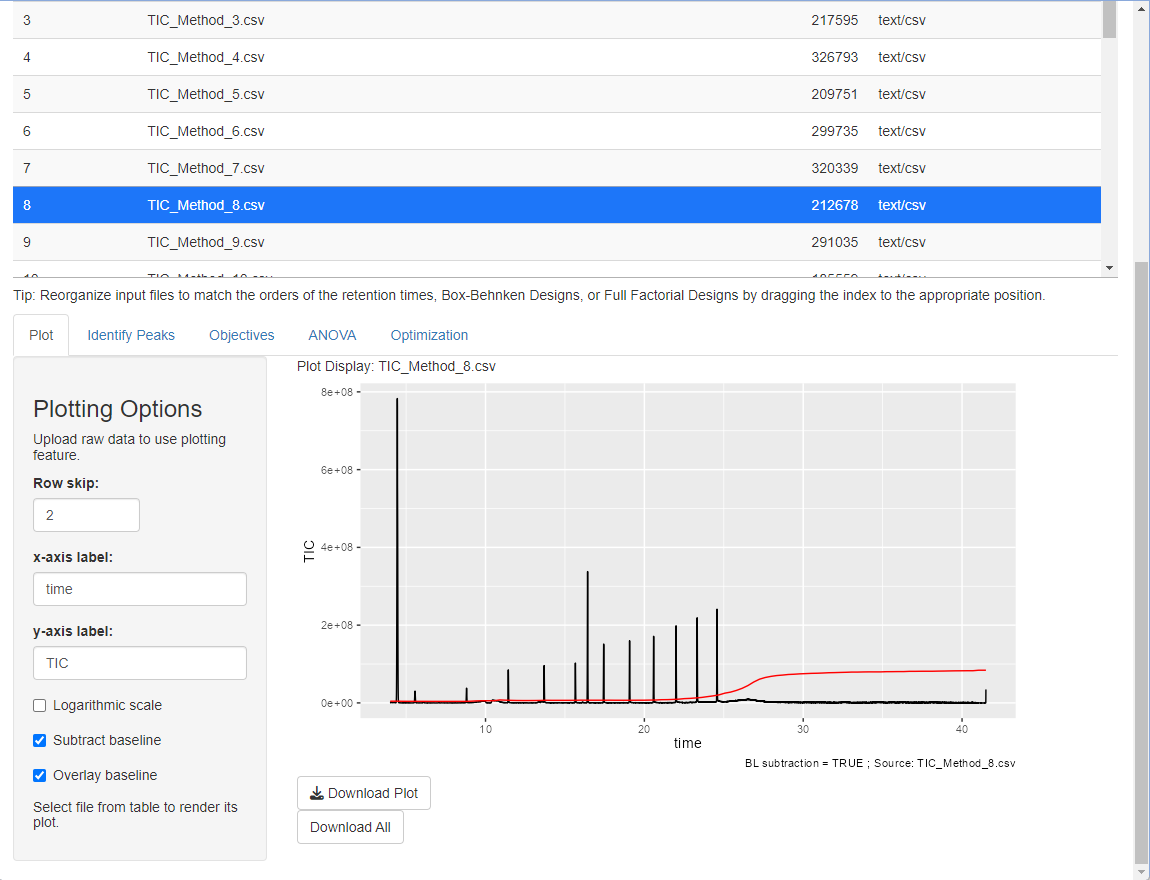 3 TIC_Method_3.csv 217595 text/csv
4 TIC_Method_4.csv 326793 text/csv
5 TIC_Method_5.csv 209751 text/csv
6 TIC_Method_6.csv 299735 text/csv
7 TIC_Method_7.csv 320339 text/csv
8 TIC_Method_8.csv 212678 text/csv
9 TIC_Method_9.csv 291035 text/csv
Tip: Reorganize input files to match the orders of the retention times, Box-Behnken Designs, or Full Factorial Designs by dragging the index to the appropriate position.
Plot Identify Peaks Objectives ANOVA Optimization
Plotting Options
Upload raw data to use plotting
feature.
Row skip:
2
x-axis label:
time
y-axis label:
TIC
Logarithmic scale
Subtract baseline
Overlay baseline
Select file from table to render its
plot.
Plot Display: TIC_Method_8.csv
8e+08
6e+08
4e+08
2e+08
0e+00
TIC
10 20 30 40
time
BL subtraction = TRUE ; Source: TIC_Method_8.csv
Download Plot
Download All